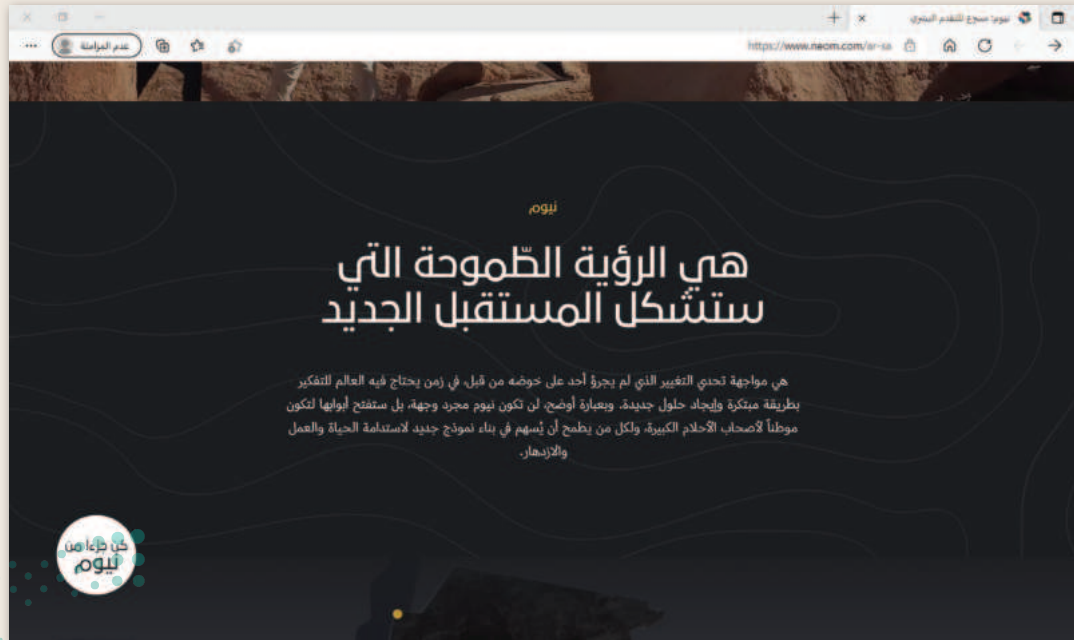 نيوم: مسرع للتقدم البشري
https://www.neom.com/ar-sa
عدم المزامنة
نيوم
هي الرؤية الطّموحة التي
ستشكل المستقبل الجديد
هي مواجهة تحدي التغيير الذي لم يجرؤ أحد على خوضه من قبل، في زمن يحتاج فيه العالم للتفكير
بطريقة مبتكرة وإيجاد حلول جديدة. وبعبارة أوضح، لن تكون نيوم مجرد وجهة، بل ستفتح أبوابها لتكون
موطناً لأصحاب الأحلام الكبيرة، ولكل من يطمح أن يُسهم في بناء نموذج جديد لاستدامة الحياة والعمل
والازدهار.
كن جزءاً من
نيوم